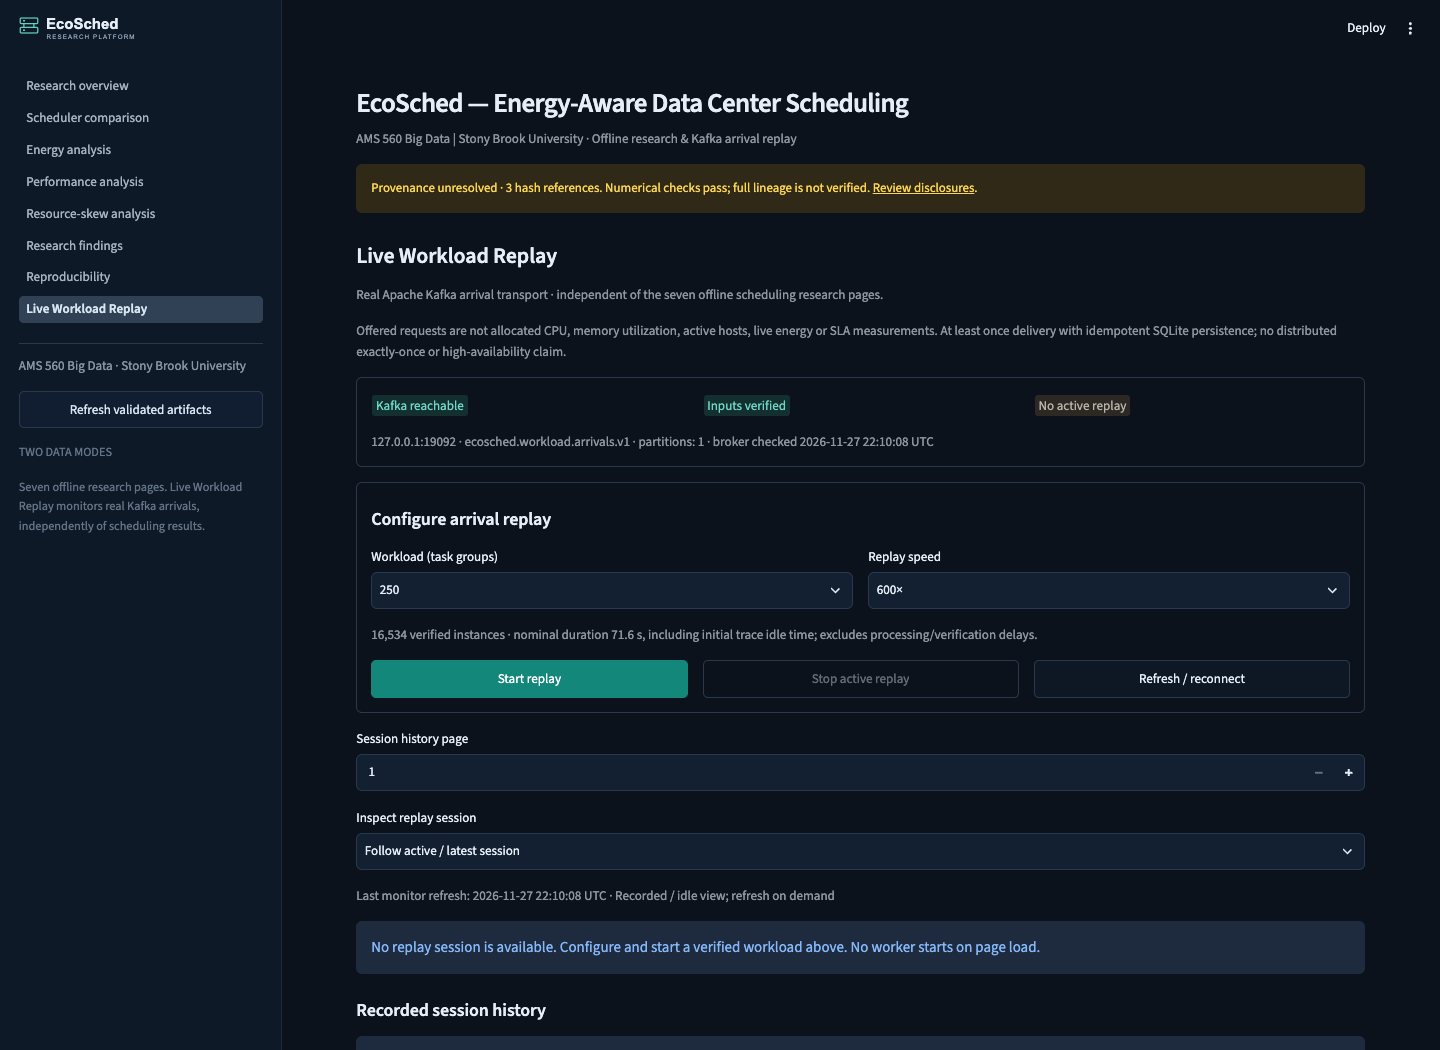 EcoSched
RESEARCH PLATFORM
Research overview
Scheduler comparison
Energy analysis
Performance analysis
Resource-skew analysis
Research findings
Reproducibility
Live Workload Replay
AMS 560 Big Data · Stony Brook University
Refresh validated artifacts
TWO DATA MODES
Seven offline research pages. Live Workload
Replay monitors real Kafka arrivals,
independently of scheduling results.
Deploy
EcoSched — Energy-Aware Data Center Scheduling
AMS 560 Big Data | Stony Brook University · Offline research & Kafka arrival replay
Provenance unresolved · 3 hash references. Numerical checks pass; full lineage is not verified. Review disclosures.
Live Workload Replay
Real Apache Kafka arrival transport · independent of the seven offline scheduling research pages.
Offered requests are not allocated CPU, memory utilization, active hosts, live energy or SLA measurements. At least once delivery with idempotent SQLite persistence; no distributed
exactly-once or high-availability claim.
Kafka reachable
Inputs verified
No active replay
127.0.0.1:19092 · ecosched.workload.arrivals.v1 · partitions: 1 · broker checked 2026-11-27 22:10:08 UTC
Configure arrival replay
Workload (task groups)
Replay speed
250
600×
16,534 verified instances · nominal duration 71.6 s, including initial trace idle time; excludes processing/verification delays.
Start replay
Stop active replay
Refresh / reconnect
Session history page
1
Inspect replay session
Follow active / latest session
Last monitor refresh: 2026-11-27 22:10:08 UTC · Recorded / idle view; refresh on demand
No replay session is available. Configure and start a verified workload above. No worker starts on page load.
Recorded session history